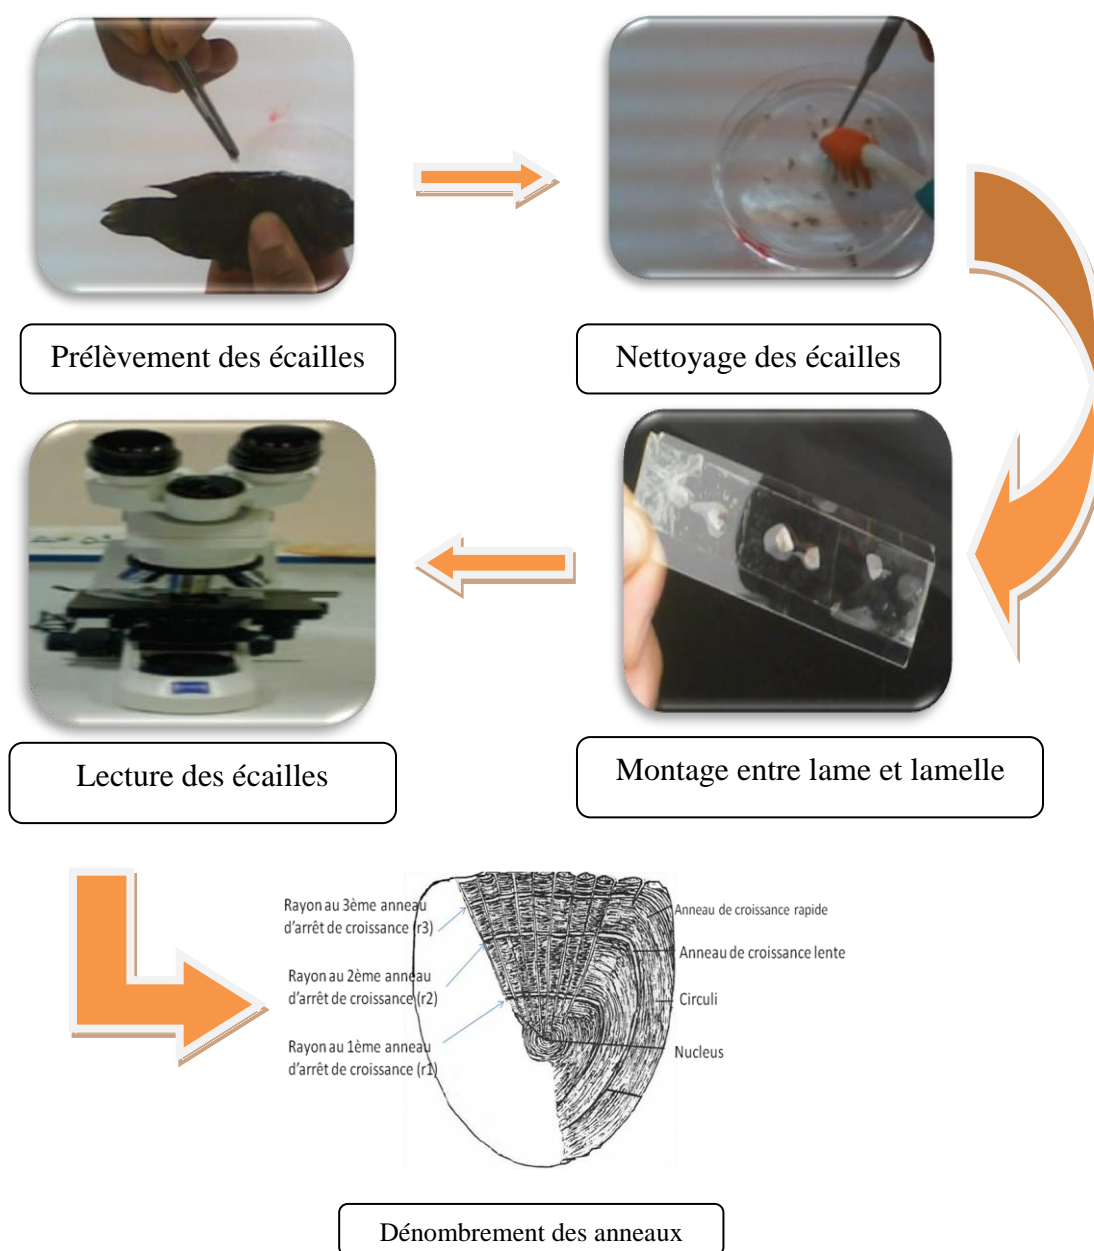 Prélèvement des écailles
Nettoyage des écailles
Lecture des écailles
Montage entre lame et lamelle
Rayon au 3ème anneau
d'arrêt de croissance (r3)
Rayon au 2ème anneau
d'arrêt de croissance (r2)
Rayon au 1ème anneau
d'arrêt de croissance (r1)
Anneau de croissance rapide
Anneau de croissance lente
Circuli
Nucleus
Dénombrement des anneaux